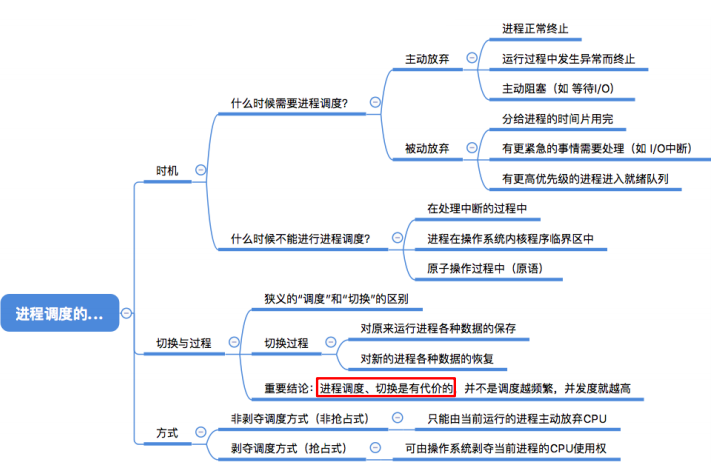 进程调度的...
时机
什么时候需要进程调度?
主动放弃
进程正常终止
运行过程中发生异常而终止
主动阻塞（如 等待I/O）
被动放弃
分给进程的时间片用完
有更紧急的事情需要处理（如 I/O中断）
有更高优先级的进程进入就绪队列
什么时候不能进行进程调度?
在处理中断的过程中
进程在操作系统内核程序临界区中
原子操作过程中（原语）
切换与过程
狭义的“调度”和“切换”的区别
切换过程
对原来运行进程各种数据的保存
对新的进程各种数据的恢复
重要结论：进程调度、切换是有代价的 并不是调度越频繁，并发度就越高
方式
非剥夺调度方式（非抢占式）
只能由当前运行的进程主动放弃CPU
剥夺调度方式（抢占式）
可由操作系统剥夺当前进程的CPU使用权